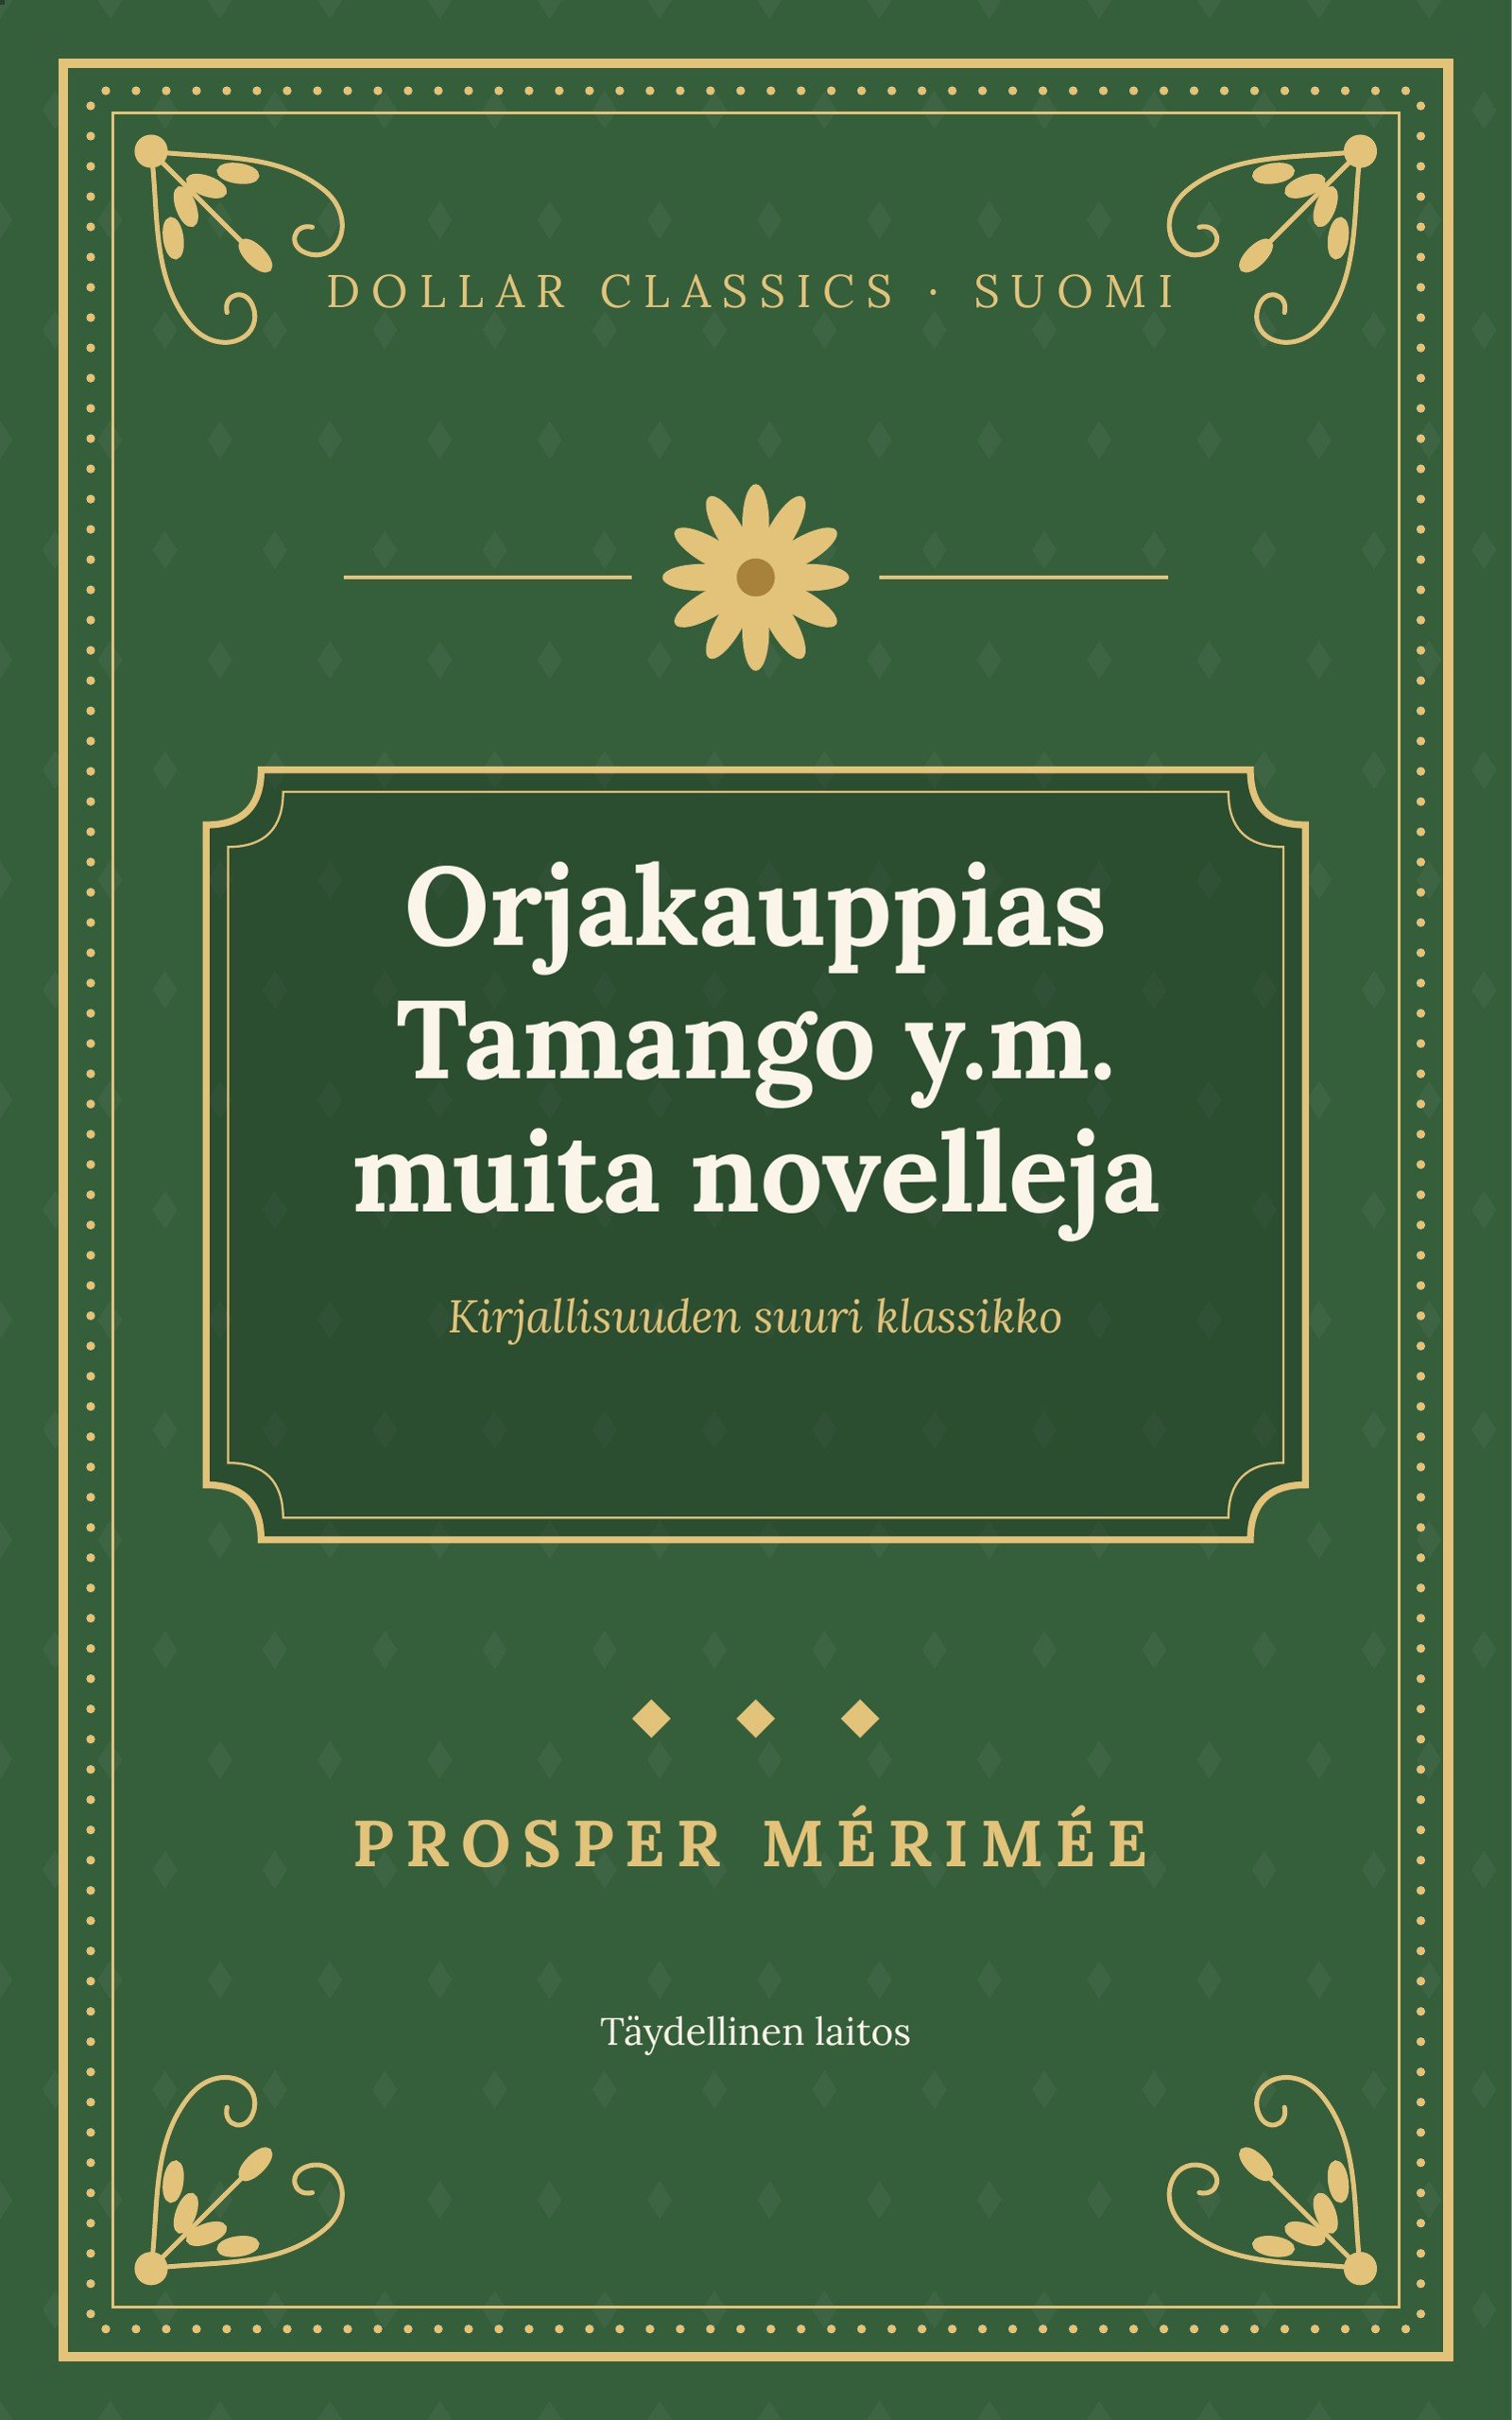 DOLLAR CLASSICS · SUOMI
Orjakauppias
Tamango y.m.
muita novelleja
Kirjallisuuden suuri klassikko
PROSPER MÉRIMÉE
Täydellinen laitos